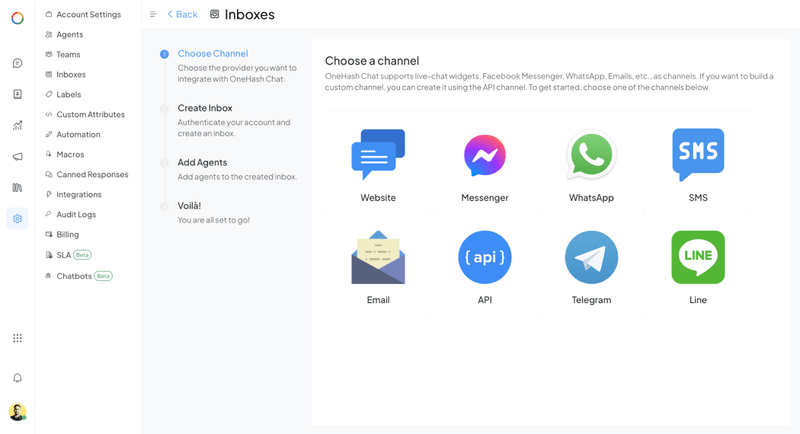 Account Settings
Agents
Teams
Inboxes
Labels
Custom Attributes
Automation
Macros
Canned Responses
Integrations
Audit Logs
Billing
SLA Beta
Chatbots Beta
Back
Inboxes
1 Choose Channel
Choose the provider you want to
integrate with OneHash Chat.
Create Inbox
Authenticate your account and
create an inbox.
Add Agents
Add agents to the created inbox.
Voilà!
You are all set to go!
Choose a channel
OneHash Chat supports live-chat widgets, Facebook Messenger, WhatsApp, Emails, etc., as channels. If you want to build a
custom channel, you can create it using the API channel. To get started, choose one of the channels below.
Website
Messenger
WhatsApp
SMS
SMS
Email
{api}
API
Telegram
LINE
Line